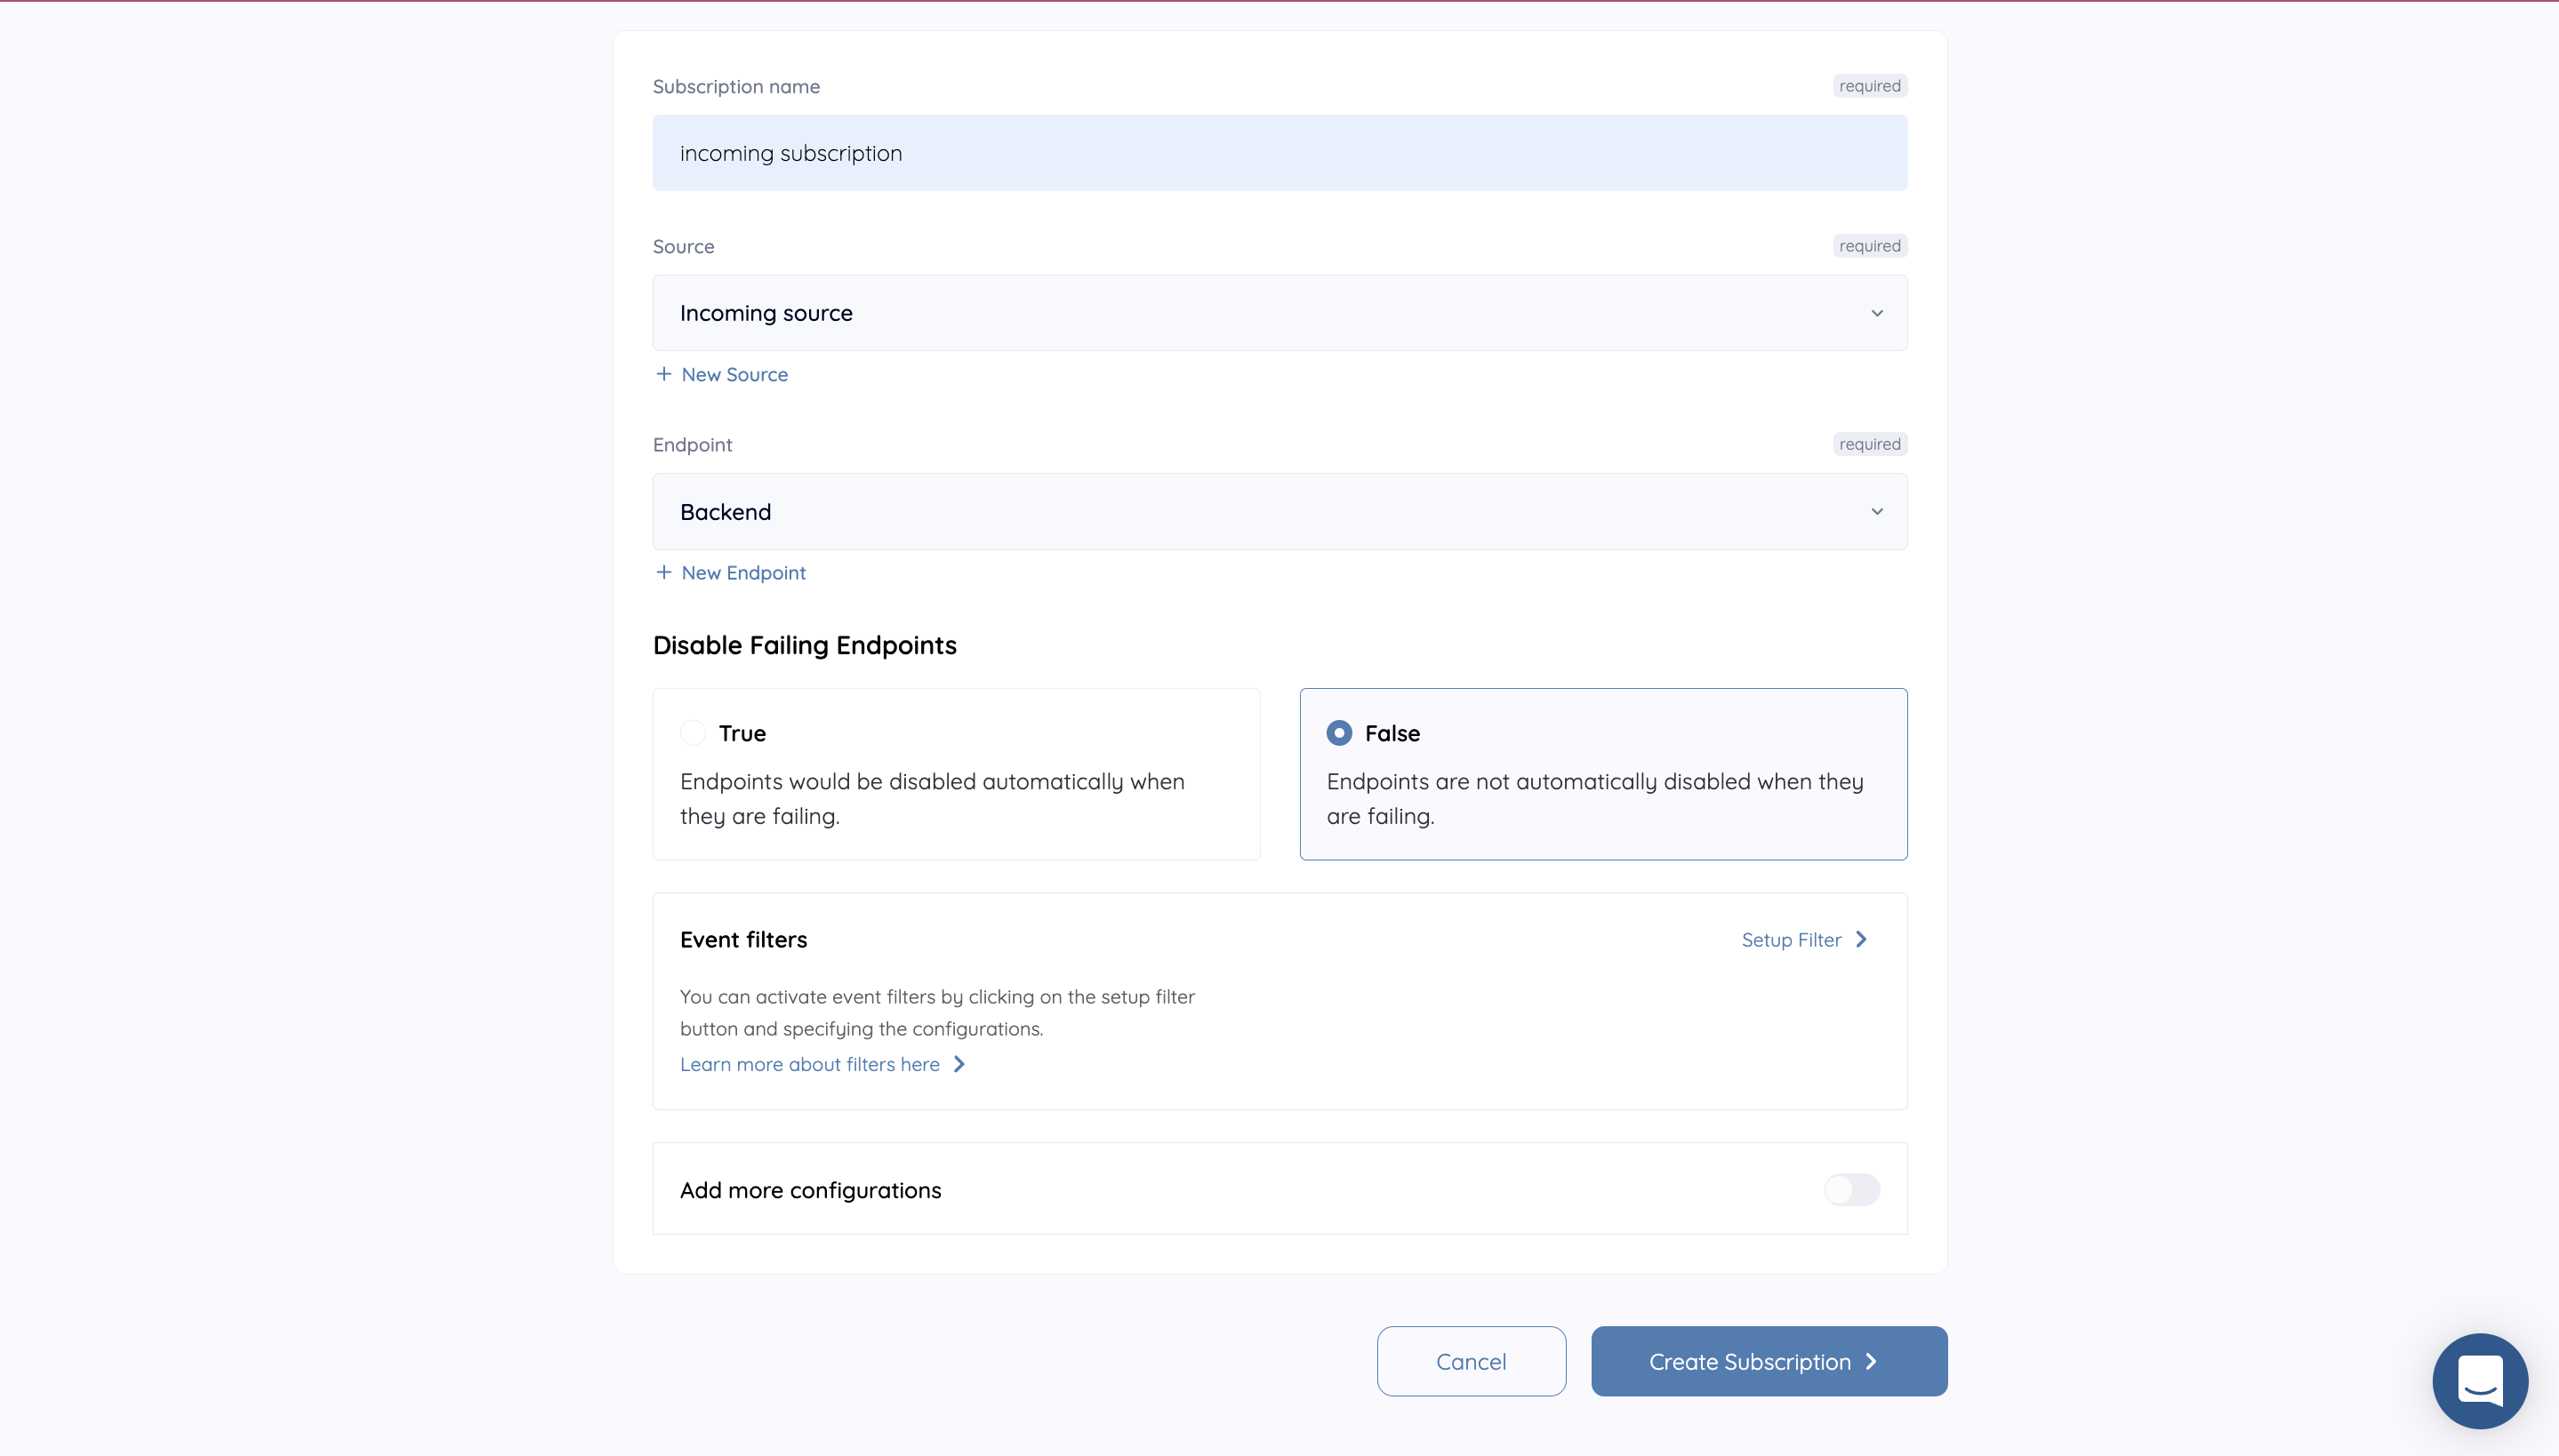 Subscription name
required
incoming subscription
Source
required
Incoming source
New Source
Endpoint
required
Backend
New Endpoint
Disable Failing Endpoints
True
Endpoints would be disabled automatically when
they are failing.
False
Endpoints are not automatically disabled when they
are failing.
Event filters
Setup Filter
You can activate event filters by clicking on the setup filter
button and specifying the configurations.
Learn more about filters here
Add more configurations
Cancel
Create Subscription